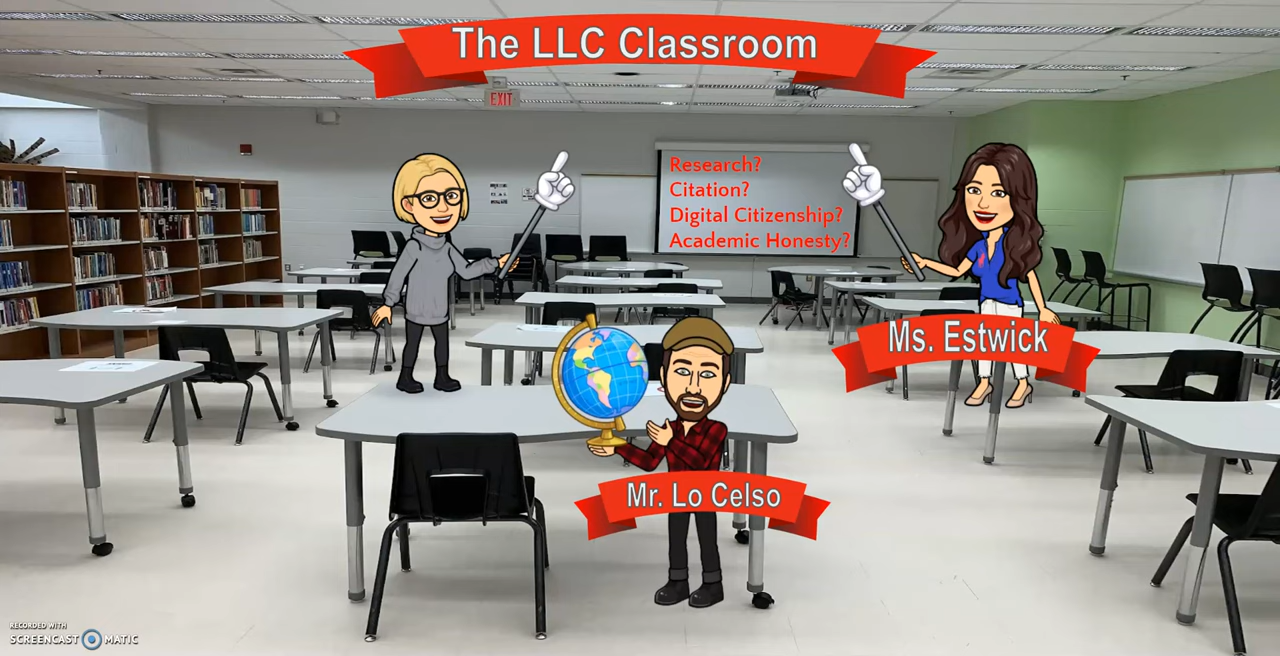 The LLC Classroom
EXIT
Research?
Citation?
Digital Citizenship?
Academic Honesty?
Ms. Estwick
Mr. Lo Celso
RECORDED WITH
SCREENCAST MATIC